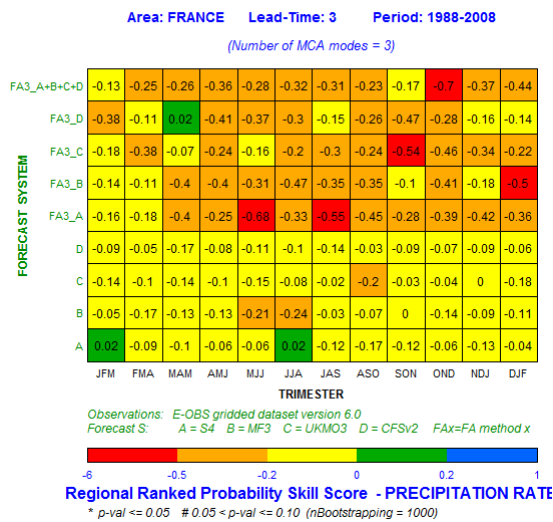 Area: FRANCE Lead-Time: 3 Period: 1988-2008
(Number of MCA modes = 3)
FORECAST SYSTEM
FA3_A+B+C+D -0.13 -0.25 -0.26 -0.36 -0.28 -0.32 -0.31 -0.23 -0.17 -0.7 -0.37 -0.44
FA3_D -0.38 -0.11 0.02 -0.41 -0.37 -0.3 -0.15 -0.26 -0.47 -0.28 -0.16 -0.14
FA3_C -0.18 -0.38 -0.07 -0.24 -0.16 -0.2 -0.3 -0.24 -0.54 -0.46 -0.34 -0.22
FA3_B -0.14 -0.11 -0.4 -0.4 -0.31 -0.47 -0.35 -0.35 -0.1 -0.41 -0.18 -0.5
FA3_A -0.16 -0.18 -0.4 -0.25 -0.68 -0.33 -0.55 -0.45 -0.28 -0.39 -0.42 -0.36
D -0.09 -0.05 -0.17 -0.08 -0.11 -0.1 -0.14 -0.03 -0.09 -0.07 -0.09 -0.06
C -0.14 -0.1 -0.14 -0.1 -0.15 -0.08 -0.02 -0.2 -0.03 -0.04 0 -0.18
B -0.05 -0.17 -0.13 -0.13 -0.21 -0.24 -0.03 -0.07 0 -0.14 -0.09 -0.11
A 0.02 -0.09 -0.1 -0.06 -0.06 0.02 -0.12 -0.17 -0.12 -0.06 -0.13 -0.04
JFM FMA MAM AMJ MJJ JJA JAS ASO SON OND NDJ DJF
TRIMESTER
Observations: E-OBS gridded dataset version 6.0
Forecast S: A = S4 B = MF3 C = UKMO3 D = CFSv2 FAx=FA method x
-6 -0.5 -0.2 0 0.2 1
Regional Ranked Probability Skill Score - PRECIPITATION RATE
* p-val <= 0.05 # 0.05 < p-val <= 0.10 (nBootstrapping = 1000)